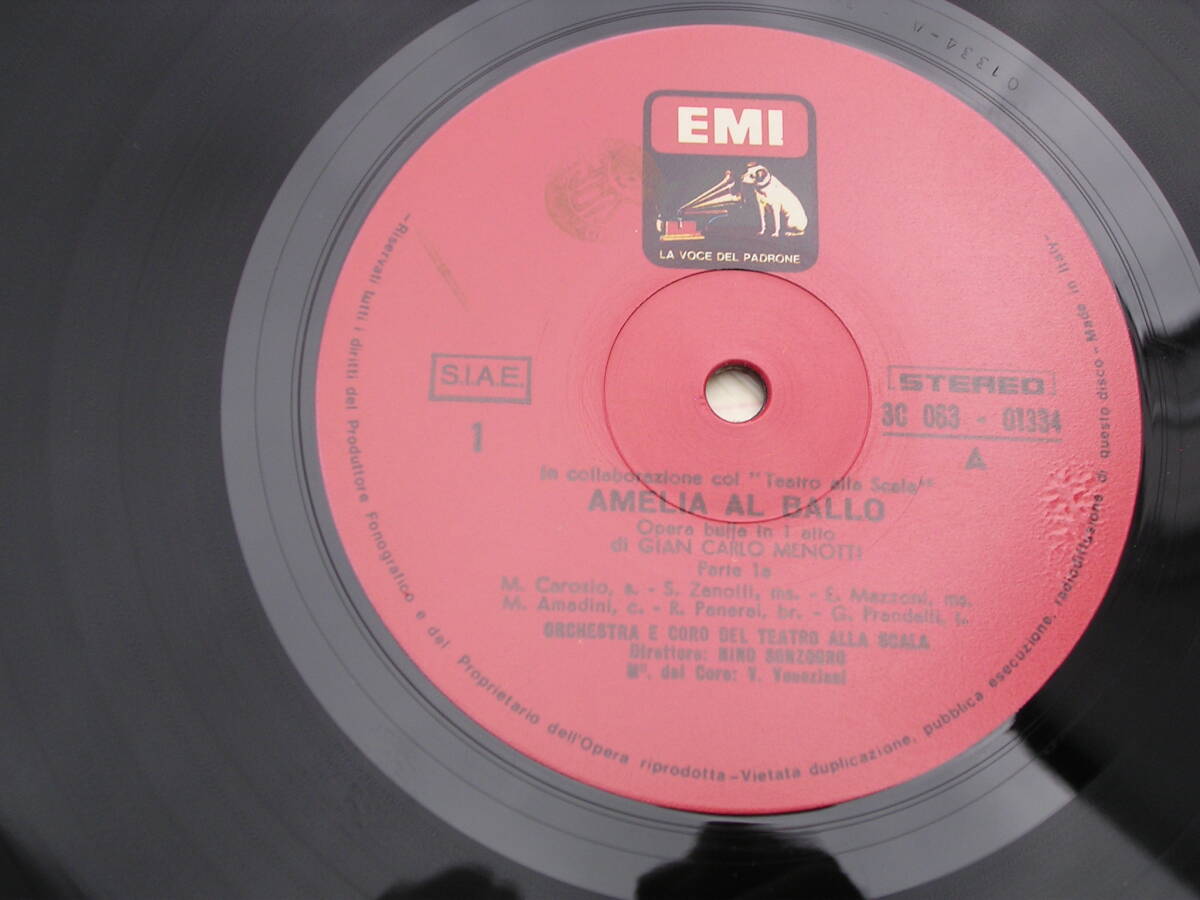 01334-A
EMI
LA VOCE DEL PADRONE
S.I.A.E.
1
STEREO
3C 063 - 01334
A
In collaborazione col "Teatro alla Scala"
AMELIA AL BALLO
Opera buffa in 1 atto
di GIAN CARLO MENOTTI
Parte 1a
M. Carosio, s. - S. Zanolli, ms. - E. Mazzoni, ms.
M. Amadini, c. - R. Panerai, br. - G. Prandelli,
ORCHESTRA E CORO DEL TEATRO ALLA SCALA
Direttore: NINO SONZOGNO
M°. del Coro: V. Veneziani
-Riservati tutti i diritti del Produttore Fonografico e del Proprietario dell'Opera riprodotta-Vietata duplicazione, pubblica esecuzione, radiodiffusione di questo disco - Made in Italy-